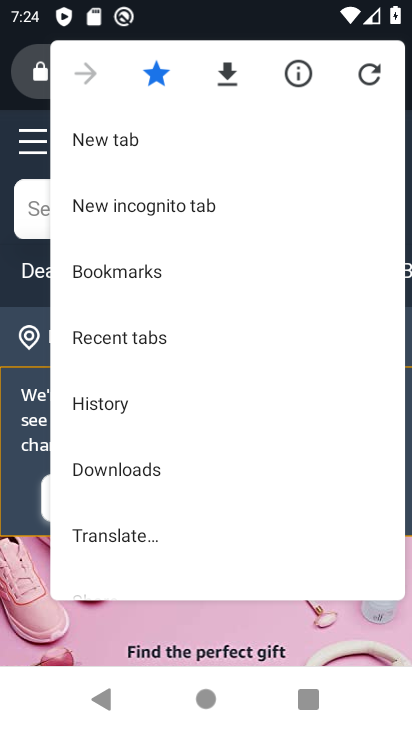 7:24
New tab
New incognito tab
Se
Bookmarks
Dea
B
Recent tabs
We'
History
see
cha
Downloads
Translate...
elf
Find the perfect gift